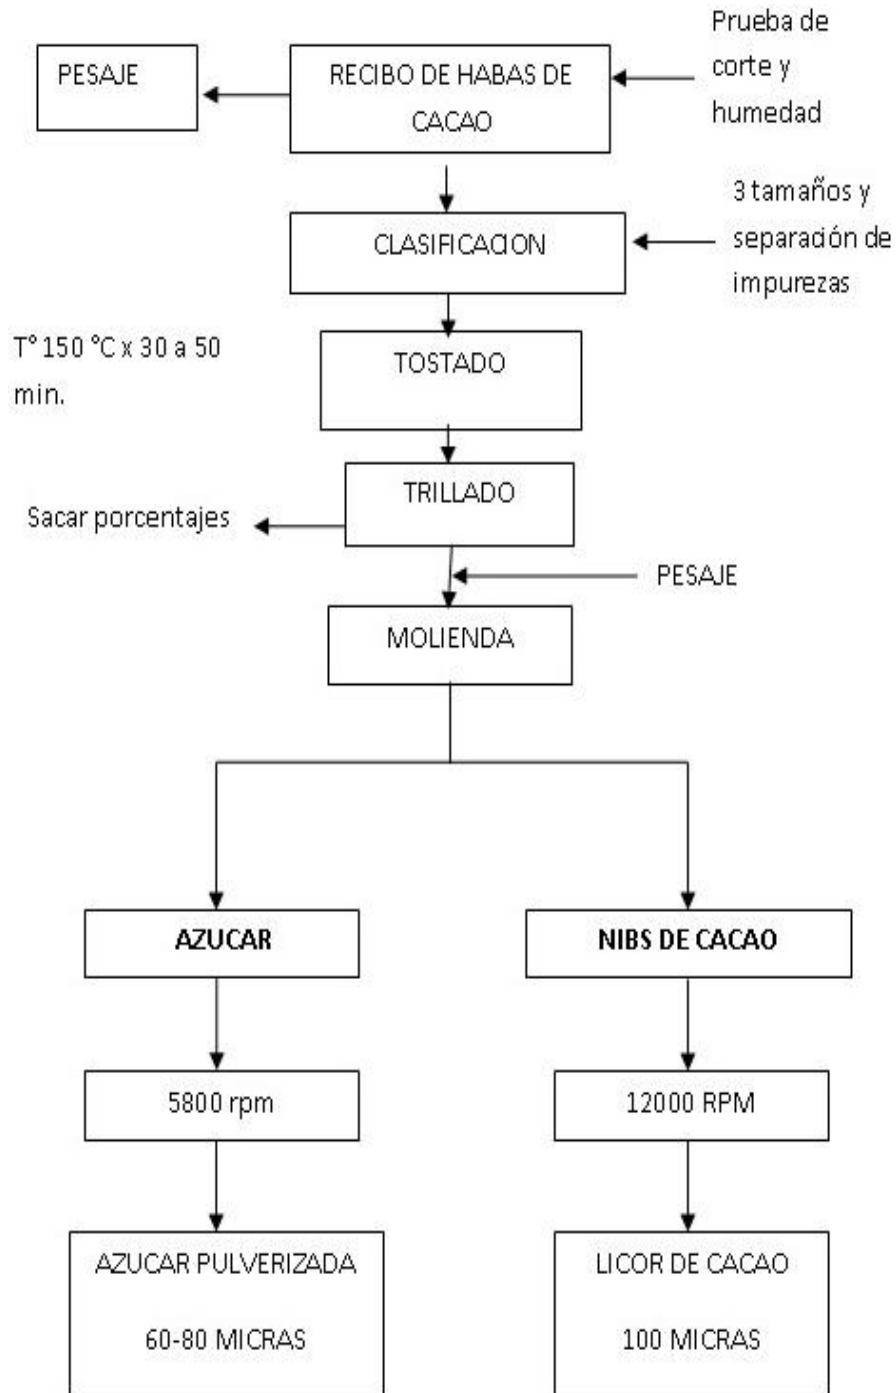 PESAJE
RECIBO DE HABAS DE
CACAO
Prueba de
corte y
humedad
CLASIFICACION
3 tamaños y
separación de
impurezas
T° 150 °C x 30 a 50
min.
TOSTADO
TRILLADO
Sacar porcentajes
PESAJE
MOLIENDA
AZUCAR
NIBS DE CACAO
5800 rpm
12000 RPM
AZUCAR PULVERIZADA
60-80 MICRAS
LICOR DE CACAO
100 MICRAS